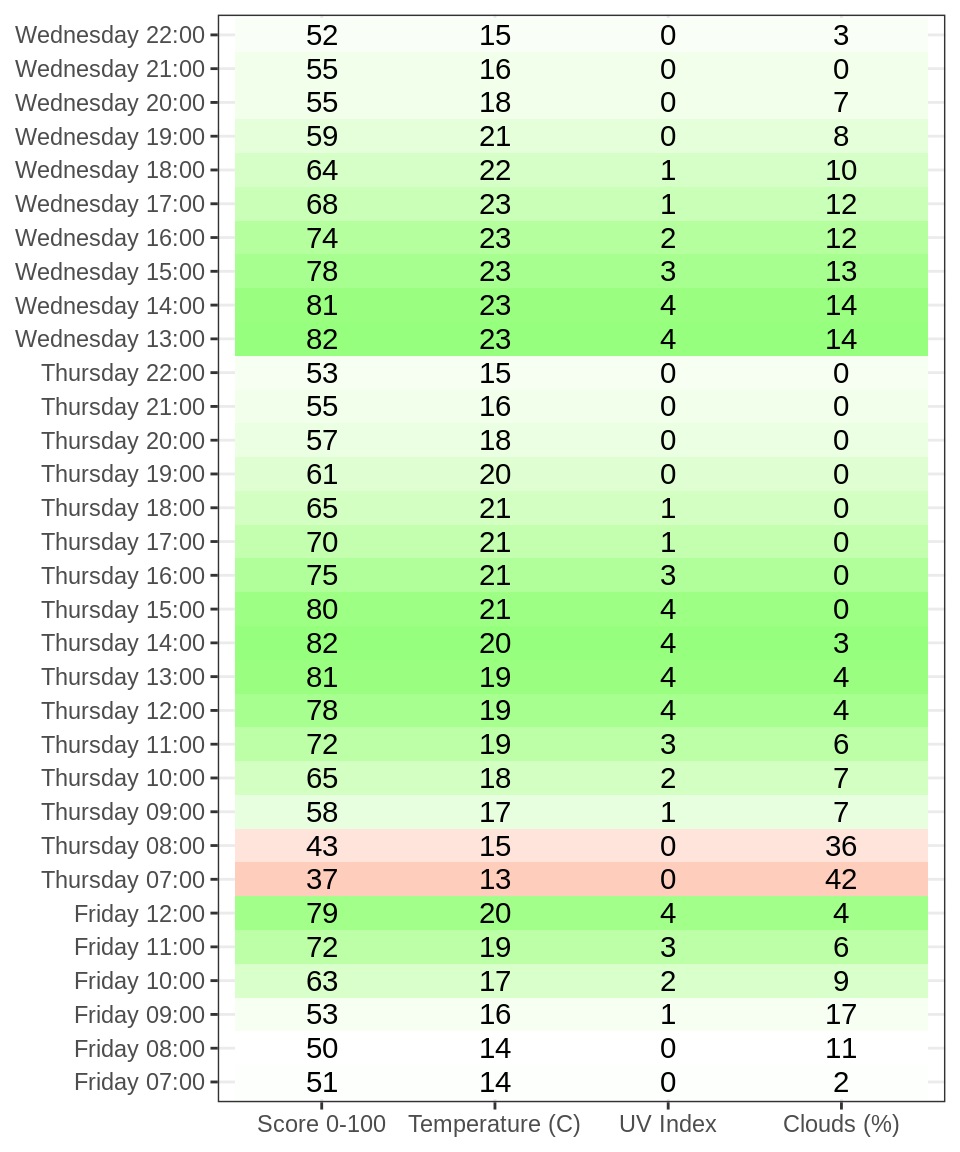 Wednesday 22:00 52 15 0 3
Wednesday 21:00 55 16 0 0
Wednesday 20:00 55 18 0 7
Wednesday 19:00 59 21 0 8
Wednesday 18:00 64 22 1 10
Wednesday 17:00 68 23 1 12
Wednesday 16:00 74 23 2 12
Wednesday 15:00 78 23 3 13
Wednesday 14:00 81 23 4 14
Wednesday 13:00 82 23 4 14
Thursday 22:00 53 15 0 0
Thursday 21:00 55 16 0 0
Thursday 20:00 57 18 0 0
Thursday 19:00 61 20 0 0
Thursday 18:00 65 21 1 0
Thursday 17:00 70 21 1 0
Thursday 16:00 75 21 3 0
Thursday 15:00 80 21 4 0
Thursday 14:00 82 20 4 3
Thursday 13:00 81 19 4 4
Thursday 12:00 78 19 4 4
Thursday 11:00 72 19 3 6
Thursday 10:00 65 18 2 7
Thursday 09:00 58 17 1 7
Thursday 08:00 43 15 0 36
Thursday 07:00 37 13 0 42
Friday 12:00 79 20 4 4
Friday 11:00 72 19 3 6
Friday 10:00 63 17 2 9
Friday 09:00 53 16 1 17
Friday 08:00 50 14 0 11
Friday 07:00 51 14 0 2
Score 0-100 Temperature (C) UV Index Clouds (%)